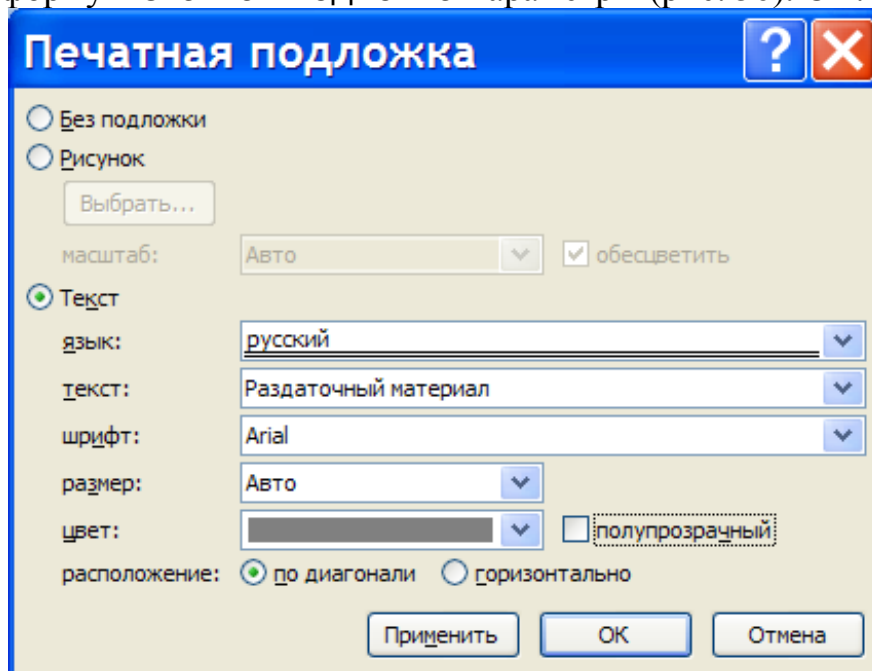 Печатная подложка
Без подложки
Рисунок
Выбрать...
масштаб: Авто обесцветить
Текст
язык: русский
текст: Раздаточный материал
шрифт: Arial
размер: Авто
цвет: полупрозрачный
расположение: по диагонали горизонтально
Применить ОК Отмена